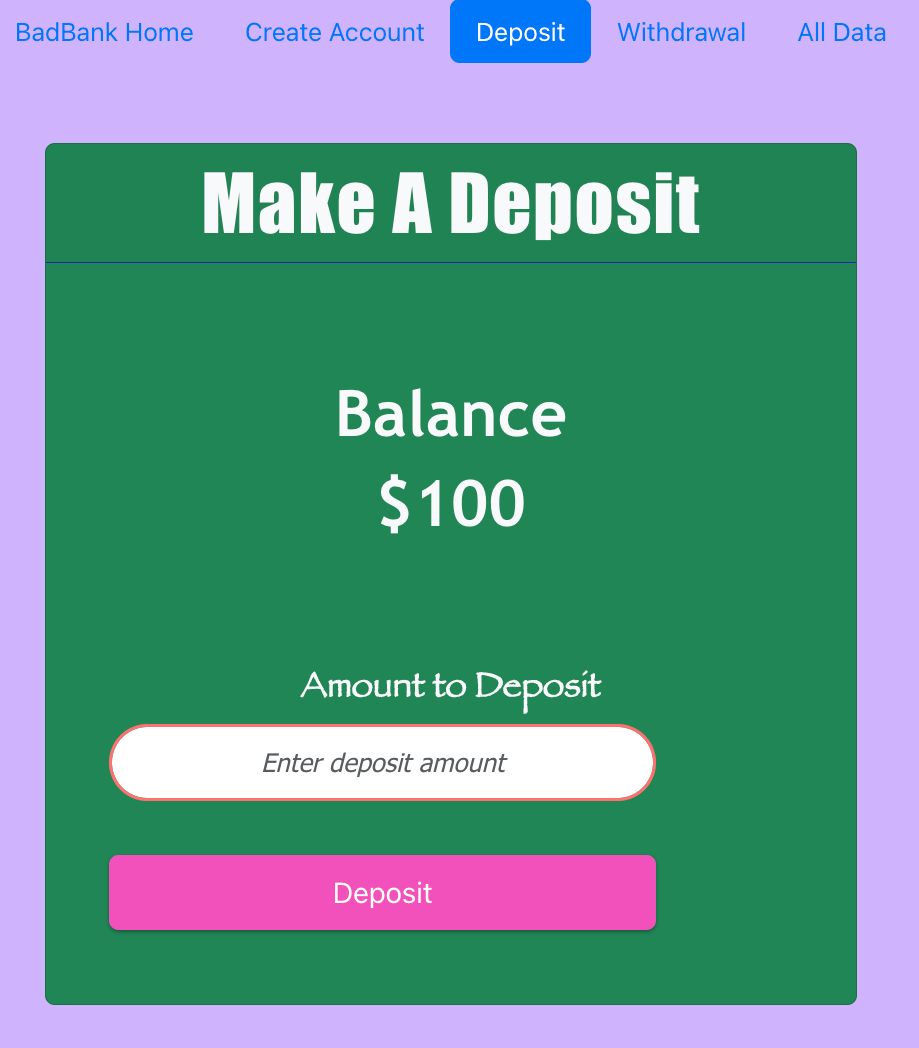 BadBank Home Create Account Deposit Withdrawal All Data
Make A Deposit
Balance
$100
Amount to Deposit
Enter deposit amount
Deposit